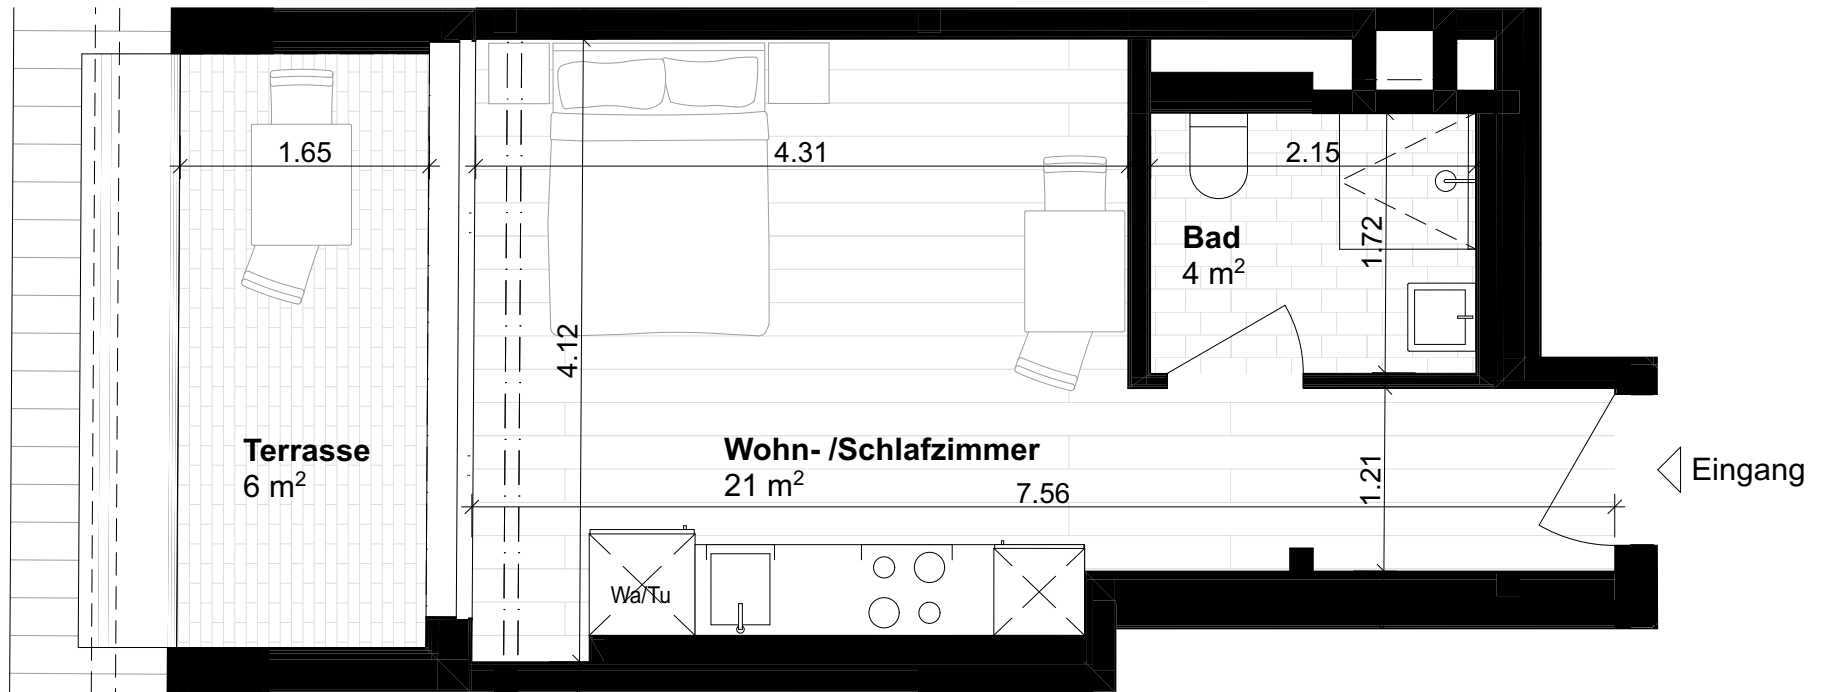 1.65
4.31
2.15
1.72
Bad
4 m²
4.12
Terrasse
6 m²
Wohn- /Schlafzimmer
21 m²
7.56
1.21
Eingang
Wa/Tu